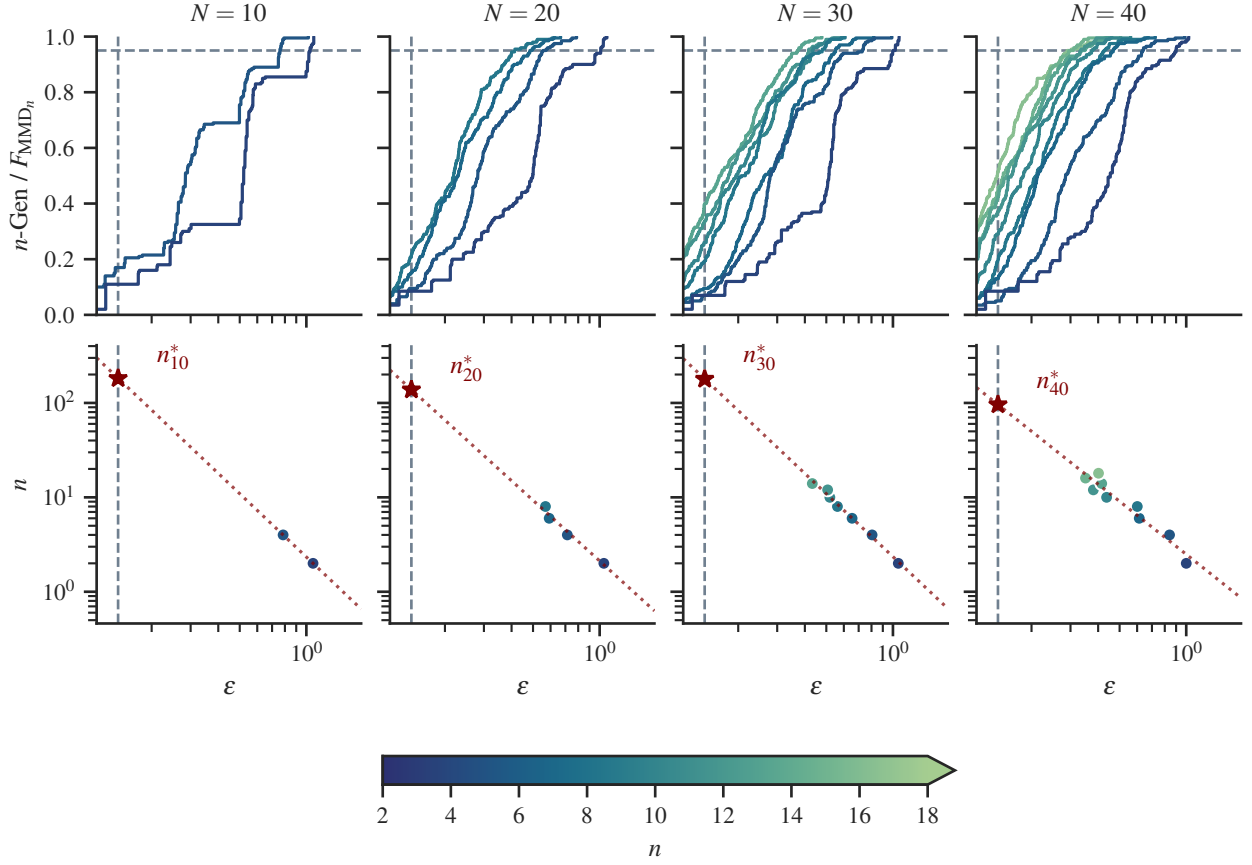 N = 10 N = 20 N = 30 N = 40
n-Gen / F_MMD_n
1.0
0.8
0.6
0.4
0.2
0.0
n
10^2
10^1
10^0
n*_10 n*_20 n*_30 n*_40
10^0 10^0 10^0 10^0
ε ε ε ε
2 4 6 8 10 12 14 16 18
n